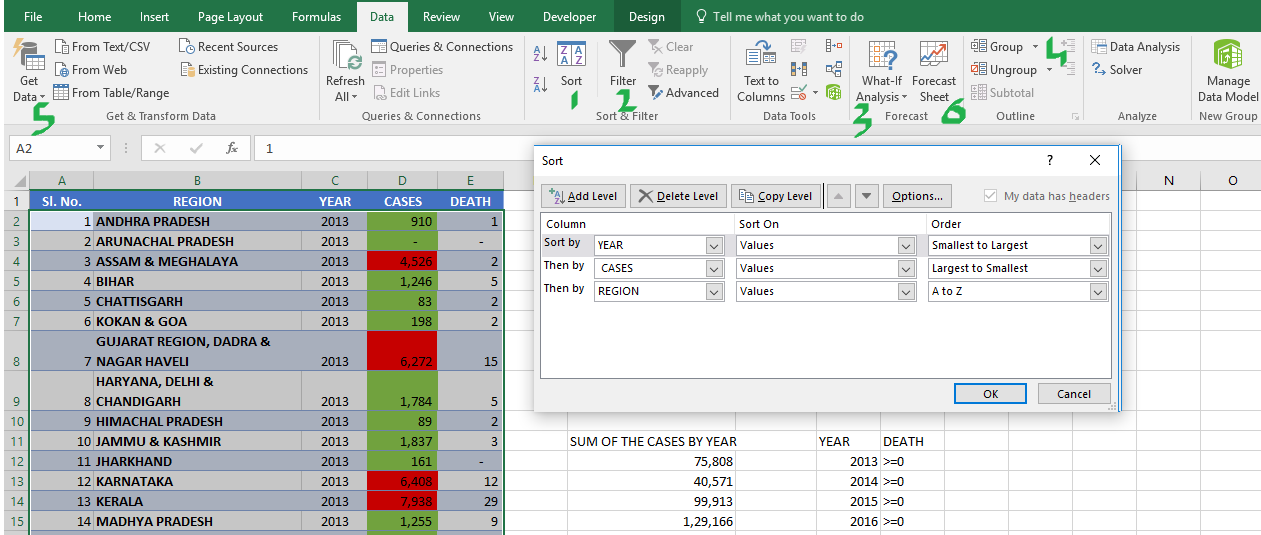 File Home Insert Page Layout Formulas Data Review View Developer Design Tell me what you want to do
From Text/CSV Recent Sources Queries & Connections Clear Group 4 Data Analysis
From Web Existing Connections Properties Reapply Ungroup Solver
Get Data From Table/Range Refresh All Edit Links Sort Filter Advanced Text to Columns What-If Analysis Forecast Sheet Subtotal Manage Data Model
5 1 2 3 6
Get & Transform Data Queries & Connections Sort & Filter Data Tools Forecast Outline Analyze New Group
A2 fx 1
Sort ? X
Add Level Delete Level Copy Level Options... My data has headers
Column Sort On Order
Sort by YEAR Values Smallest to Largest
Then by CASES Values Largest to Smallest
Then by REGION Values A to Z
OK Cancel
A B C D E N O
1 Sl. No. REGION YEAR CASES DEATH
2 1 ANDHRA PRADESH 2013 910 1
3 2 ARUNACHAL PRADESH 2013 - -
4 3 ASSAM & MEGHALAYA 2013 4,526 2
5 4 BIHAR 2013 1,246 5
6 5 CHATTISGARH 2013 83 2
7 6 KOKAN & GOA 2013 198 2
GUJARAT REGION, DADRA &
8 7 NAGAR HAVELI 2013 6,272 15
HARYANA, DELHI &
9 8 CHANDIGARH 2013 1,784 5
10 9 HIMACHAL PRADESH 2013 89 2
11 10 JAMMU & KASHMIR 2013 1,837 3 SUM OF THE CASES BY YEAR YEAR DEATH
12 11 JHARKHAND 2013 161 - 75,808 2013 >=0
13 12 KARNATAKA 2013 6,408 12 40,571 2014 >=0
14 13 KERALA 2013 7,938 29 99,913 2015 >=0
15 14 MADHYA PRADESH 2013 1,255 9 1,29,166 2016 >=0